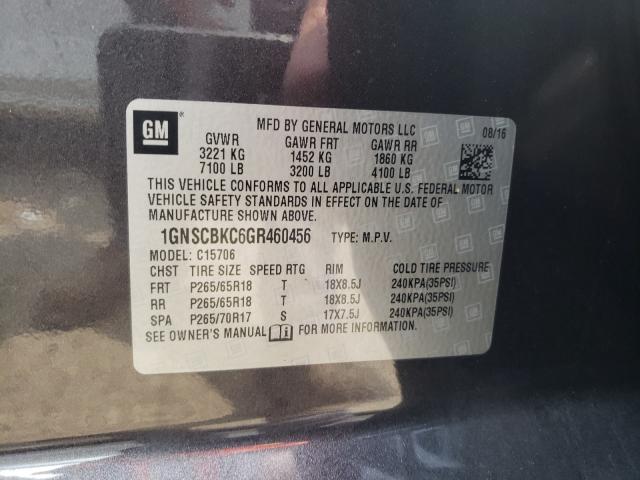 GM
MFD BY GENERAL MOTORS LLC 08/16
GVWR GAWR FRT GAWR RR
3221 KG 1452 KG 1860 KG
7100 LB 3200 LB 4100 LB
THIS VEHICLE CONFORMS TO ALL APPLICABLE U.S. FEDERAL MOTOR
VEHICLE SAFETY STANDARDS IN EFFECT ON THE DATE OF
MANUFACTURE SHOWN ABOVE.
1GNSCBKC6GR460456 TYPE: M.P.V.
MODEL: C15706
CHST TIRE SIZE SPEED RTG RIM COLD TIRE PRESSURE
FRT P265/65R18 T 18X8.5J 240KPA(35PSI)
RR P265/65R18 T 18X8.5J 240KPA(35PSI)
SPA P265/70R17 S 17X7.5J 240KPA(35PSI)
SEE OWNER'S MANUAL FOR MORE INFORMATION.